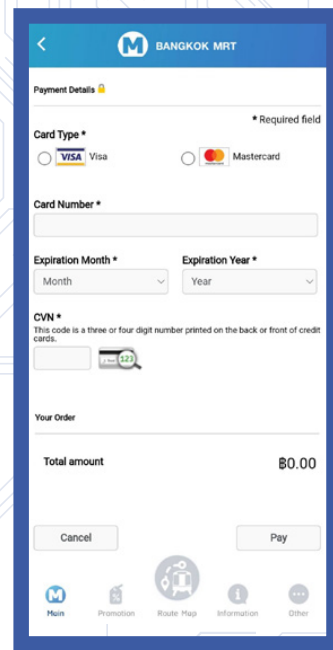 BANGKOK MRT
Payment Details
* Required field
Card Type *
VISA Visa
Mastercard
Card Number *
Expiration Month * Expiration Year *
Month Year
CVN *
This code is a three or four digit number printed on the back or front of credit
cards.
123
Your Order
Total amount ฿0.00
Cancel Pay
Main Promotion Route Map Information Other